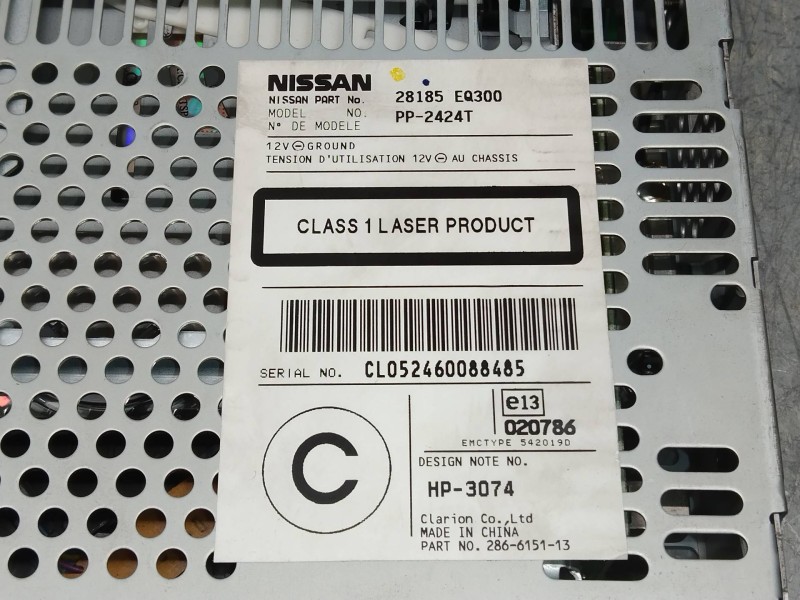 NISSAN
NISSAN PART No. 28185 EQ300
MODEL NO. PP-2424T
N° DE MODELE
12V ⊖ GROUND
TENSION D'UTILISATION 12V ⊖ AU CHASSIS
CLASS 1 LASER PRODUCT
SERIAL NO. CL052460088485
e13
020786
EMCTYPE 542019D
C
DESIGN NOTE NO.
HP-3074
Clarion Co.,Ltd
MADE IN CHINA
PART NO. 286-6151-13